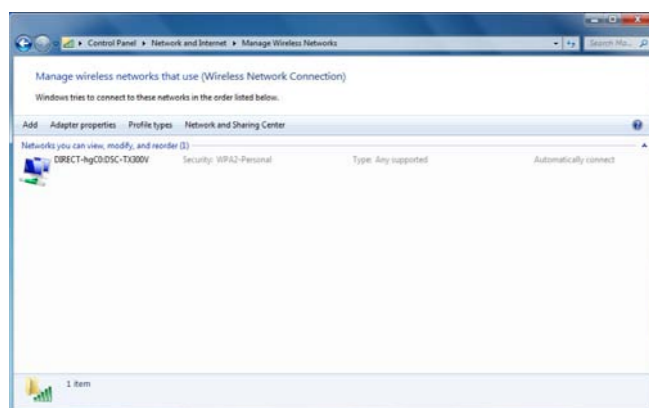 Control Panel ▸ Network and Internet ▸ Manage Wireless Networks
Manage wireless networks that use (Wireless Network Connection)
Windows tries to connect to these networks in the order listed below.
Add Adapter properties Profile types Network and Sharing Center
Networks you can view, modify, and reorder (1)
DIRECT-hgC0:DSC-TX300V Security: WPA2-Personal Type: Any supported Automatically connect
1 item